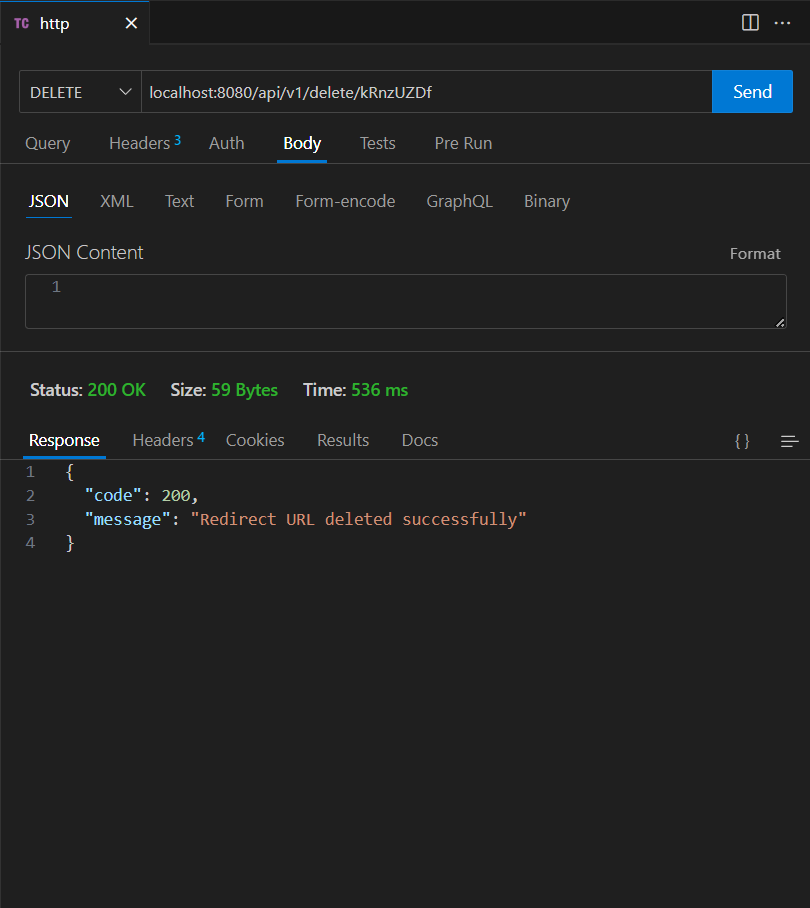 TC http
DELETE localhost:8080/api/v1/delete/kRnzUZDf Send
Query Headers 3 Auth Body Tests Pre Run
JSON XML Text Form Form-encode GraphQL Binary
JSON Content Format
1
Status: 200 OK Size: 59 Bytes Time: 536 ms
Response Headers 4 Cookies Results Docs { }
1 {
2 "code": 200,
3 "message": "Redirect URL deleted successfully"
4 }